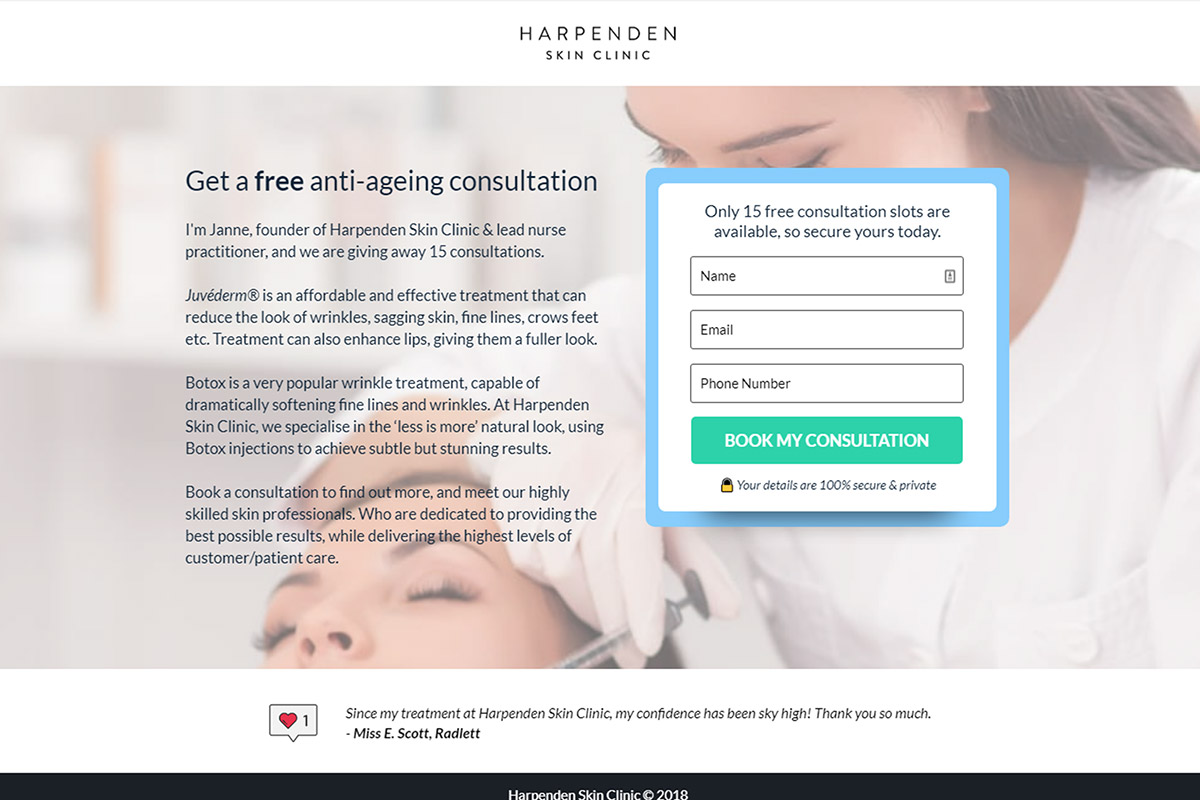 HARPENDEN
SKIN CLINIC
Get a free anti-ageing consultation
I'm Janne, founder of Harpenden Skin Clinic & lead nurse
practitioner, and we are giving away 15 consultations.
Juvéderm® is an affordable and effective treatment that can
reduce the look of wrinkles, sagging skin, fine lines, crows feet
etc. Treatment can also enhance lips, giving them a fuller look.
Botox is a very popular wrinkle treatment, capable of
dramatically softening fine lines and wrinkles. At Harpenden
Skin Clinic, we specialise in the ‘less is more’ natural look, using
Botox injections to achieve subtle but stunning results.
Book a consultation to find out more, and meet our highly
skilled skin professionals. Who are dedicated to providing the
best possible results, while delivering the highest levels of
customer/patient care.
Only 15 free consultation slots are
available, so secure yours today.
Name
Email
Phone Number
BOOK MY CONSULTATION
Your details are 100% secure & private
1
Since my treatment at Harpenden Skin Clinic, my confidence has been sky high! Thank you so much.
- Miss E. Scott, Radlett
Harpenden Skin Clinic © 2018